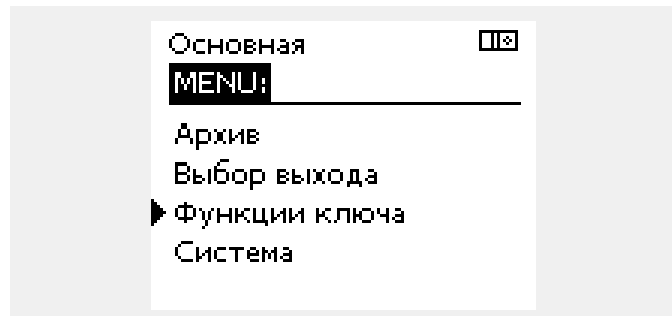 Основная
MENU:
Архив
Выбор выхода
Функции ключа
Система